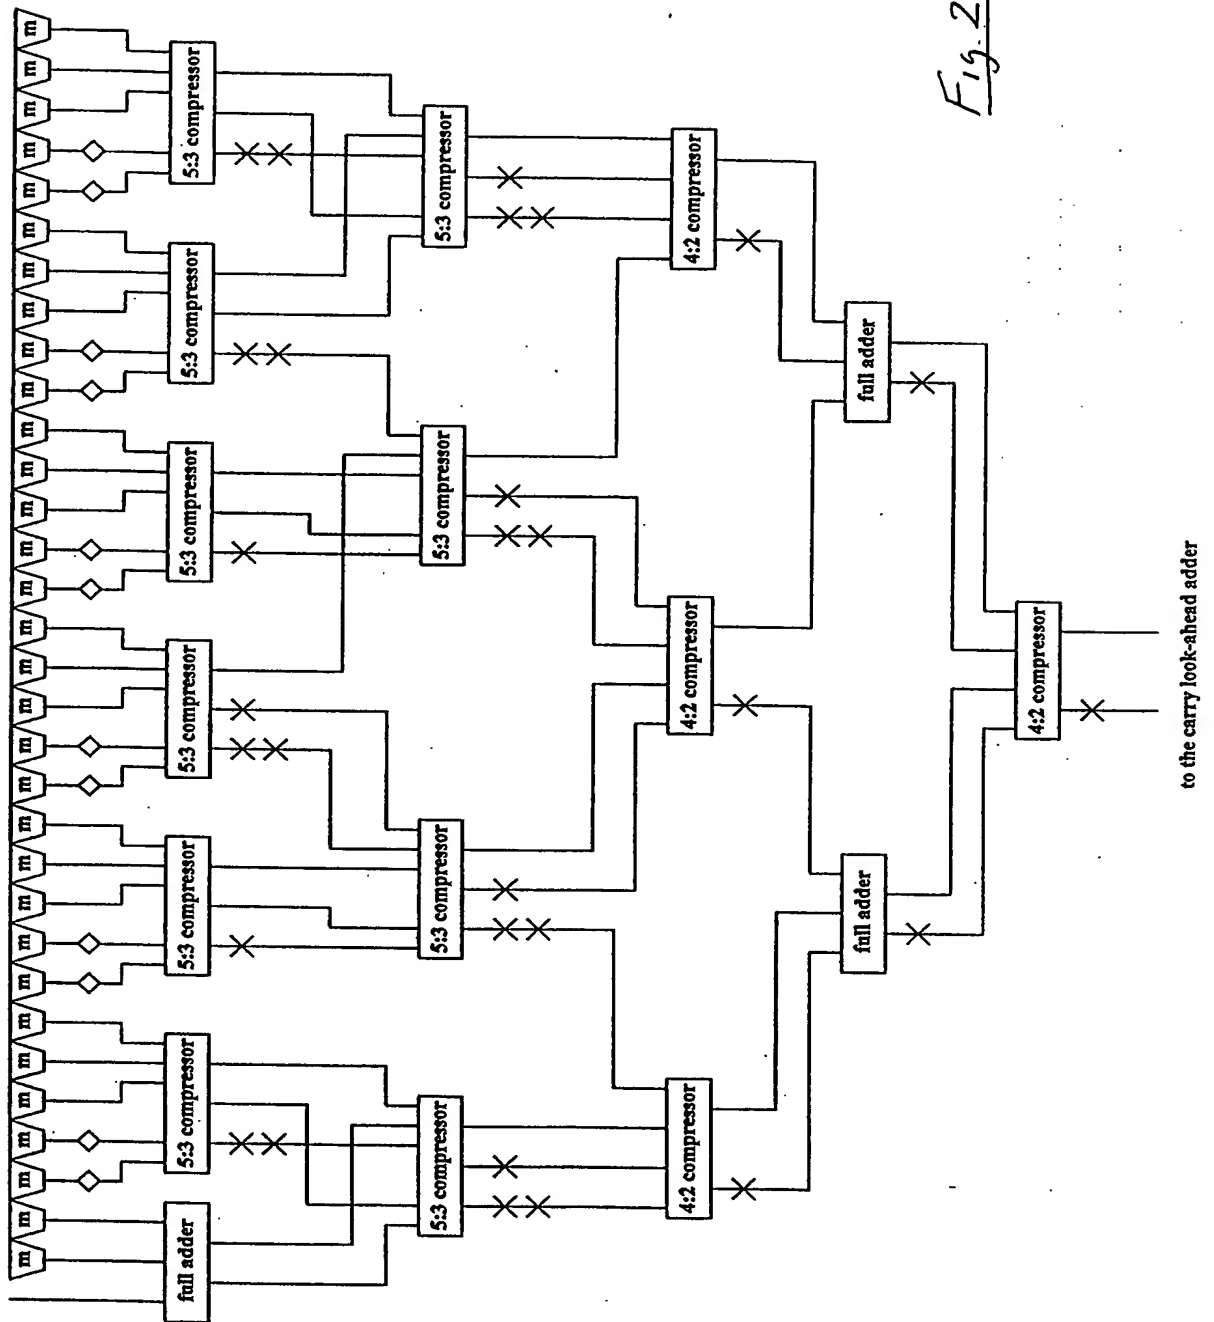 m m m m m m m m m m m m m m m m m m m m m m m m m m m m m m m m
full adder 5:3 compressor 5:3 compressor 5:3 compressor 5:3 compressor 5:3 compressor 5:3 compressor
5:3 compressor 5:3 compressor 5:3 compressor 5:3 compressor
4:2 compressor 4:2 compressor 4:2 compressor
full adder full adder
Fig. 2
4:2 compressor
to the carry look-ahead adder